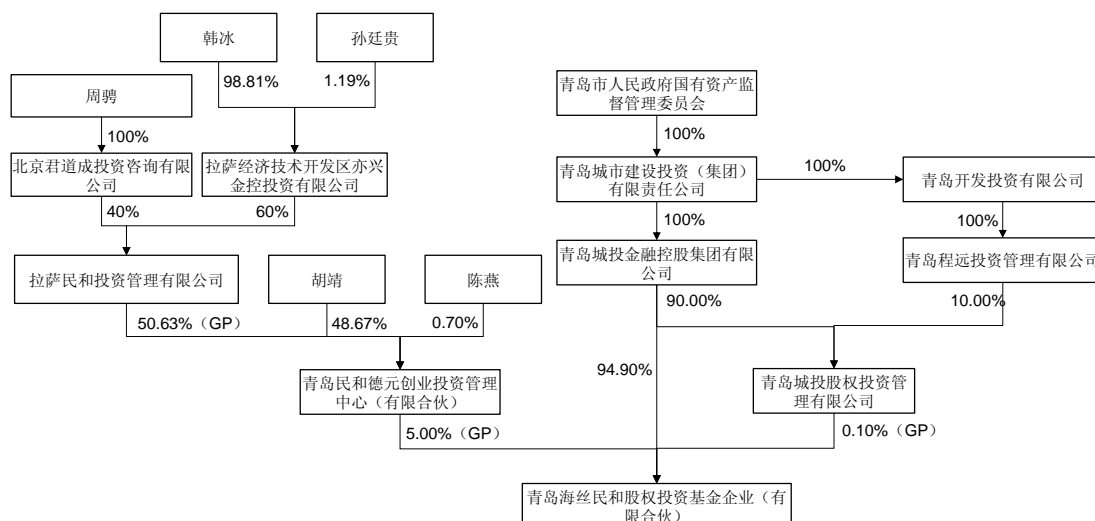 韩冰
孙廷贵
98.81%
1.19%
周骋
100%
北京君道成投资咨询有限
公司
拉萨经济技术开发区亦兴
金控投资有限公司
40%
60%
拉萨民和投资管理有限公司
胡靖
陈燕
50.63%（GP）
48.67%
0.70%
青岛民和德元创业投资管理
中心（有限合伙）
5.00%（GP）
青岛市人民政府国有资产监
督管理委员会
100%
青岛城市建设投资（集团）
有限责任公司
100%
青岛开发投资有限公司
100%
100%
青岛城投金融控股集团有限
公司
青岛程远投资管理有限公司
90.00%
10.00%
94.90%
青岛城投股权投资管
理有限公司
0.10%（GP）
青岛海丝民和股权投资基金企业（有
限合伙）